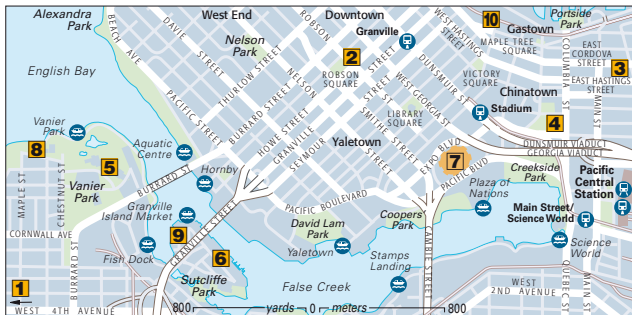 Alexandra
Park
West End
Downtown
Granville
Portside
Park
10
Gastown
MAPLE TREE
SQUARE
WEST HASTINGS
STREET
EAST
CORDOVA
STREET
3
EAST HASTINGS
STREET
COLUMBIA ST
MAIN ST
BEACH AVE
DAVIE STREET
ROBSON STREET
Nelson
Park
2
ROBSON
SQUARE
English Bay
PACIFIC STREET
THURLOW STREET
BURRARD STREET
NELSON
HOWE STREET
GRANVILLE
SEYMOUR
SMITHE STREET
STREET
STREET
WEST GEORGIA ST
DUNSMUIR ST
VICTORY
SQUARE
Chinatown
Stadium
LIBRARY
SQUARE
4
Vanier
Park
8
5
Vanier
Park
Aquatic
Centre
Yaletown
EXPO BLVD
7
PACIFIC BLVD
DUNSMUIR VIADUCT
GEORGIA VIADUCT
Creekside
Park
Pacific
Central
Station
MAPLE ST
CHESTNUT ST
BURRARD ST
Hornby
Granville
Island Market
PACIFIC BOULEVARD
Plaza of
Nations
Main Street/
Science World
CORNWALL AVE
9
GRANVILLE STREET
David Lam
Park
Coopers'
Park
Yaletown
Science
World
Fish Dock
6
Sutcliffe
Park
Stamps
Landing
CAMBIE STREET
BURRARD ST
1
False Creek
WEST
2ND AVENUE
QUEBEC ST
MAIN ST
WEST 4TH AVENUE
800 yards 0 meters 800